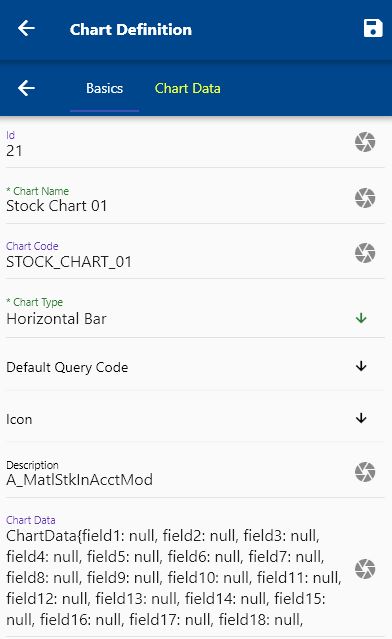 Chart Definition
Basics Chart Data
Id
21
* Chart Name
Stock Chart 01
Chart Code
STOCK_CHART_01
* Chart Type
Horizontal Bar
Default Query Code
Icon
Description
A_MatlStkInAcctMod
Chart Data
ChartData{field1: null, field2: null, field3: null,
field4: null, field5: null, field6: null, field7: null,
field8: null, field9: null, field10: null, field11: null,
field12: null, field13: null, field14: null, field15:
null, field16: null, field17: null, field18: null,